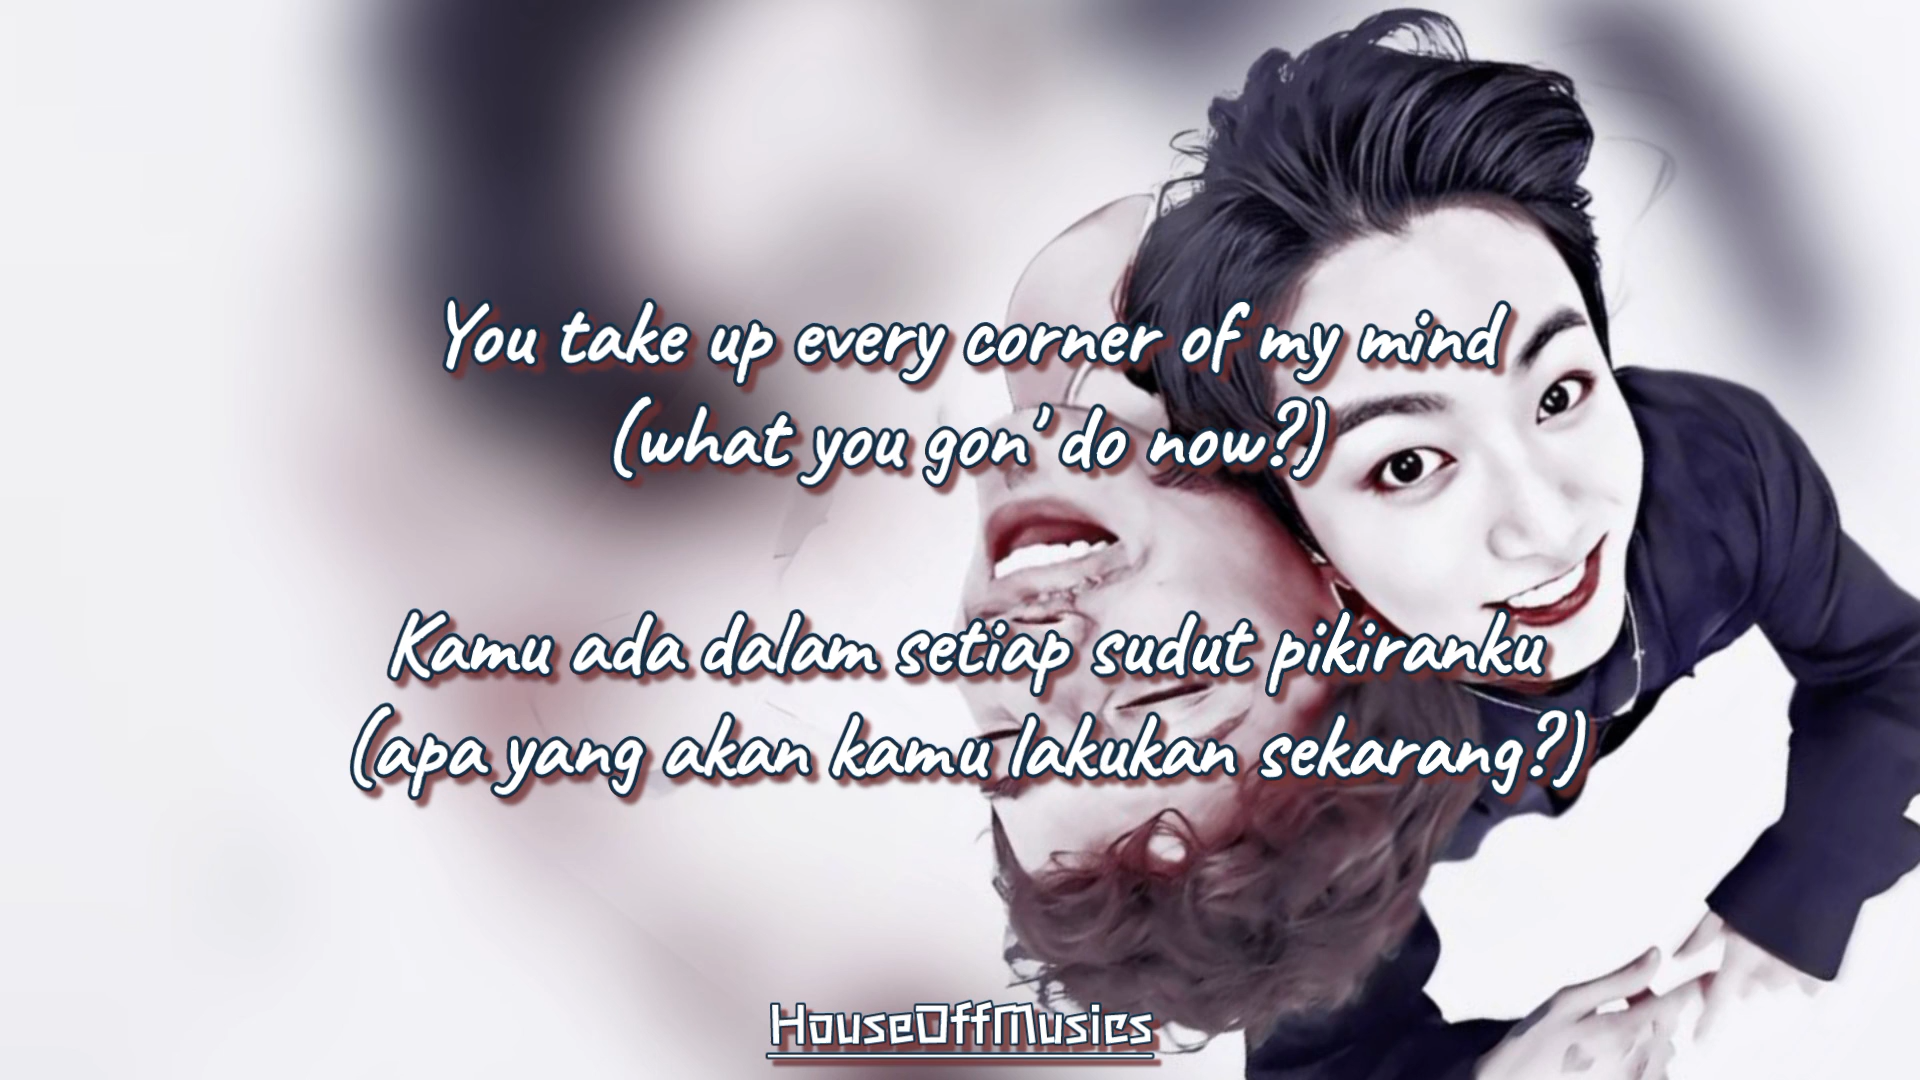 You take up every corner of my mind
(what you gon' do now?)
Kamu ada dalam setiap sudut pikiranku
(apa yang akan kamu lakukan sekarang?)
HouseOffMusics